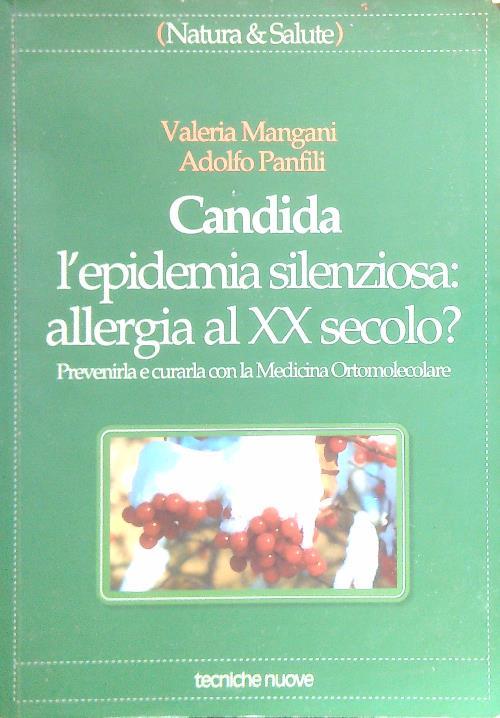 (Natura & Salute)
Valeria Mangani
Adolfo Panfili
Candida
l'epidemia silenziosa:
allergia al XX secolo?
Prevenirla e curarla con la Medicina Ortomolecolare
tecniche nuove